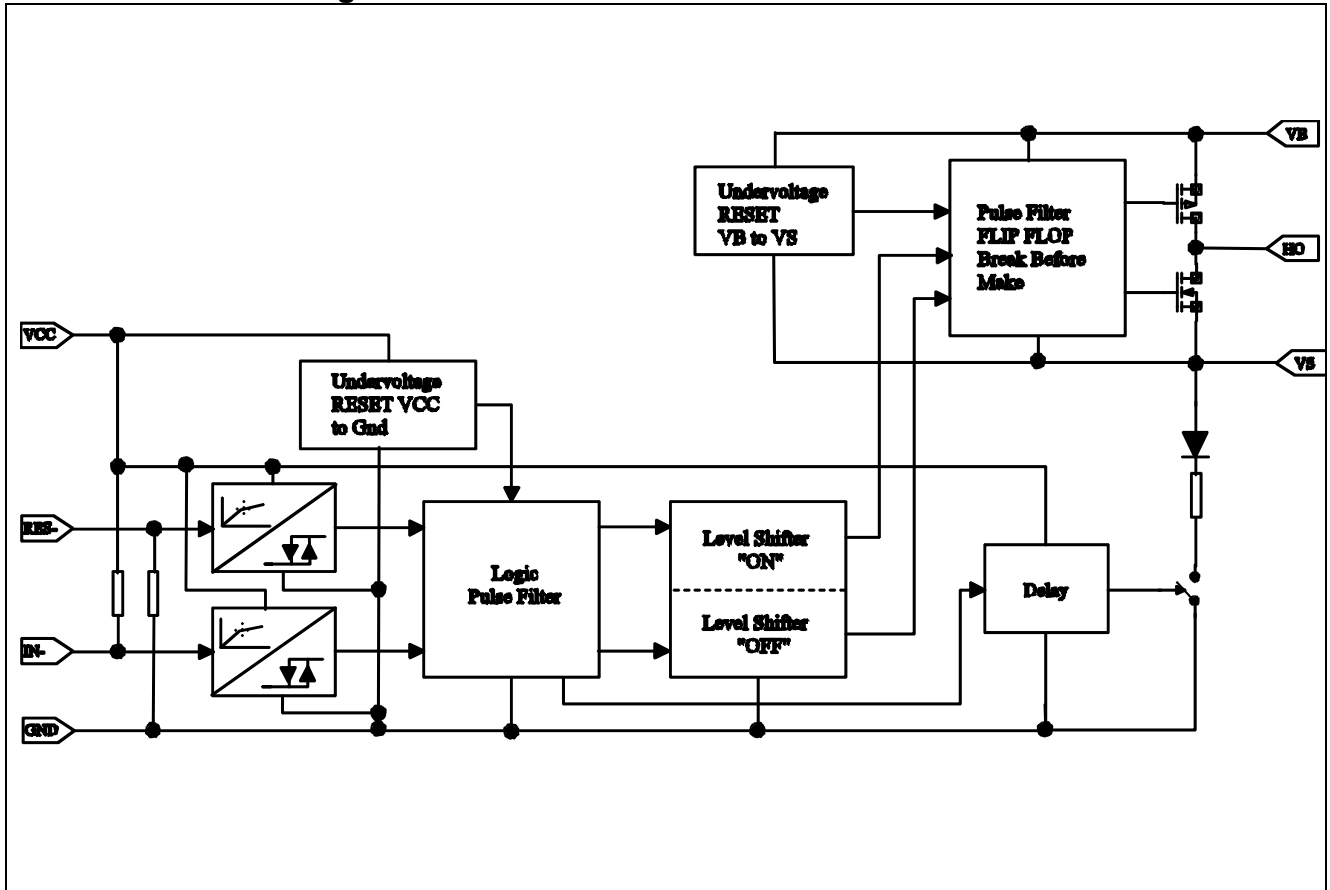 g
VB
Undervoltage
RESET
VB to VS
Pulse Filter
FLIP FLOP
Break Before
Make
HO
VCC
VS
Undervoltage
RESET VCC
to Gnd
RES-
Logic
Pulse Filter
Level Shifter
"ON"
Level Shifter
"OFF"
Delay
IN-
GND